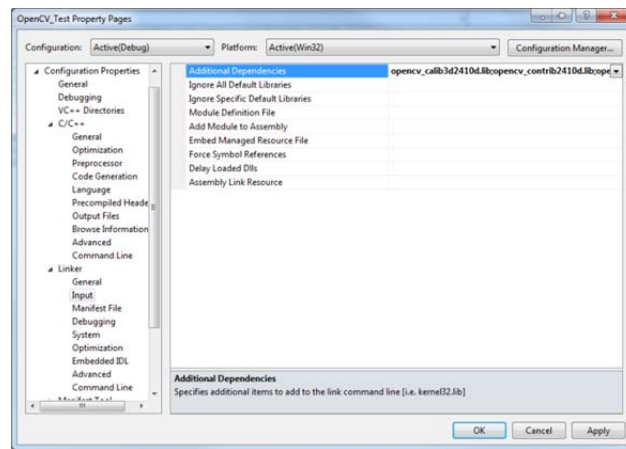 OpenCV_Test Property Pages
Configuration: Active(Debug) Platform: Active(Win32) Configuration Manager...
Configuration Properties
General
Debugging
VC++ Directories
C/C++
General
Optimization
Preprocessor
Code Generation
Language
Precompiled Heade
Output Files
Browse Information
Advanced
Command Line
Linker
General
Input
Manifest File
Debugging
System
Optimization
Embedded IDL
Advanced
Command Line
Additional Dependencies opencv_calib3d2410d.lib;opencv_contrib2410d.lib;ope
Ignore All Default Libraries
Ignore Specific Default Libraries
Module Definition File
Add Module to Assembly
Embed Managed Resource File
Force Symbol References
Delay Loaded Dlls
Assembly Link Resource
Additional Dependencies
Specifies additional items to add to the link command line [i.e. kernel32.lib]
OK Cancel Apply